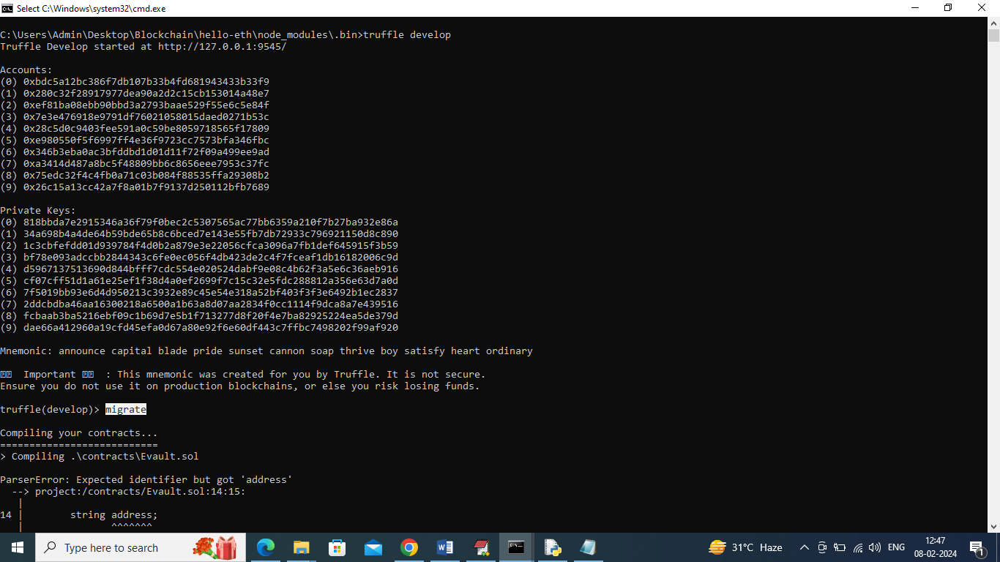 Select C:\Windows\system32\cmd.exe
C:\Users\Admin\Desktop\Blockchain\hello-eth\node_modules\.bin>truffle develop
Truffle Develop started at http://127.0.0.1:9545/
Accounts:
(0) 0xbdc5a12bc386f7db107b33b4fd681943433b33f9
(1) 0x280c32f28917977dea90a2d2c15cb153014a48e7
(2) 0xef81ba08ebb90bbd3a2793baae529f55e6c5e84f
(3) 0x7e3e476918e9791df76021058015daed0271b53c
(4) 0x28c5d0c9403fee591a0c59be8059718565f17809
(5) 0xe980550f5f6997ff4e36f9723cc7573bfa346fbc
(6) 0x346b3eba0ac3bfddbd1d01d11f72f09a499ee9ad
(7) 0xa3414d487a8bc5f48809bb6c8656eee7953c37fc
(8) 0x75edc32f4c4fb0a71c03b084f88535ffa29308b2
(9) 0x26c15a13cc42a7f8a01b7f9137d250112bfb7689
Private Keys:
(0) 818bbda7e2915346a36f79f0bec2c5307565ac77bb6359a210f7b27ba932e86a
(1) 34a698b4a4de64b59bde65b8c6bced7e143e55fb7db72933c796921150d8c890
(2) 1c3cbfefdd01d939784f4d0b2a879e3e22056cfca3096a7fb1def645915f3b59
(3) bf78e093adccbb2844343c6fe0ec056f4db423de2c4f7fceaf1db16182006c9d
(4) d5967137513690d844bfff7cdc554e020524dabf9e08c4b62f3a5e6c36aeb916
(5) cf07cff51d1a61e25ef1f38d4a0ef2699f7c15c32e5fdc288812a356e63d7a0d
(6) 7f5019bb93e6d4d950213c3932e89c45e54e318a52bf403f3f3e6492b1ec2837
(7) 2ddcbdba46aa16300218a6500a1b63a8d07aa2834f0cc1114f9dca8a7e439516
(8) fcbaab3ba5216ebf09c1b69d7e5b1f713277d8f20f4e7ba82925224ea5de379d
(9) dae66a412960a19cfd45efa0d67a80e92f6e60df443c7ffbc7498202f99af920
Mnemonic: announce capital blade pride sunset cannon soap thrive boy satisfy heart ordinary
Important : This mnemonic was created for you by Truffle. It is not secure.
Ensure you do not use it on production blockchains, or else you risk losing funds.
truffle(develop)> migrate
Compiling your contracts...
===========================
> Compiling .\contracts\Evault.sol
ParserError: Expected identifier but got 'address'
--> project:/contracts/Evault.sol:14:15:
|
14 | string address;
| ^^^^^^^
Type here to search
31°C Haze
ENG
12:47
08-02-2024
1